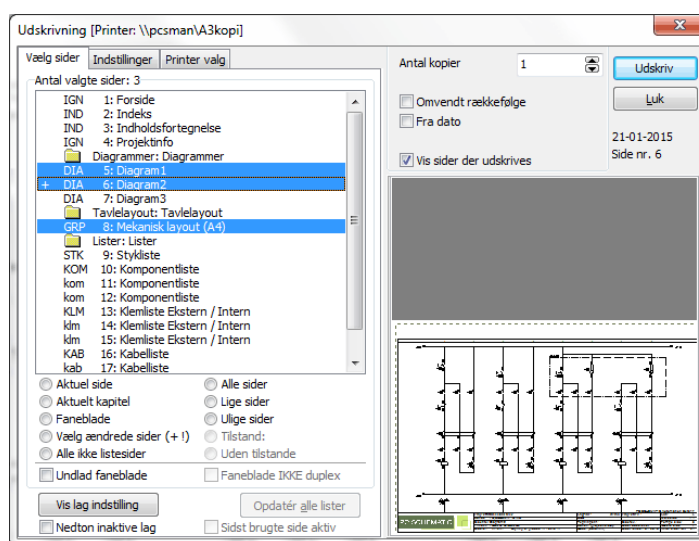 Udskrivning [Printer: \\pcsman\A3kopi]
Vælg sider
Indstillinger
Printer valg
Antal valgte sider: 3
IGN 1: Forside
IND 2: Indeks
IND 3: Indholdsfortegnelse
IGN 4: Projektinfo
Diagrammer: Diagrammer
DIA 5: Diagram1
+ DIA 6: Diagram2
DIA 7: Diagram3
Tavlelayout: Tavlelayout
GRP 8: Mekanisk layout (A4)
Lister: Lister
STK 9: Stykliste
KOM 10: Komponentliste
kom 11: Komponentliste
kom 12: Komponentliste
KLM 13: Klemliste Ekstern / Intern
klm 14: Klemliste Ekstern / Intern
klm 15: Klemliste Ekstern / Intern
KAB 16: Kabelliste
kab 17: Kabelliste
Aktuel side
Alle sider
Aktuelt kapitel
Lige sider
Faneblade
Ulige sider
Vælg ændrede sider (+ !)
Tilstand:
Alle ikke listesider
Uden tilstande
Undlad faneblade
Faneblade IKKE duplex
Vis lag indstilling
Opdatér alle lister
Nedton inaktive lag
Sidst brugte side aktiv
Antal kopier
1
Udskriv
Omvendt rækkefølge
Luk
Fra dato
21-01-2015
Vis sider der udskrives
Side nr. 6
PC|SCHEMATIC